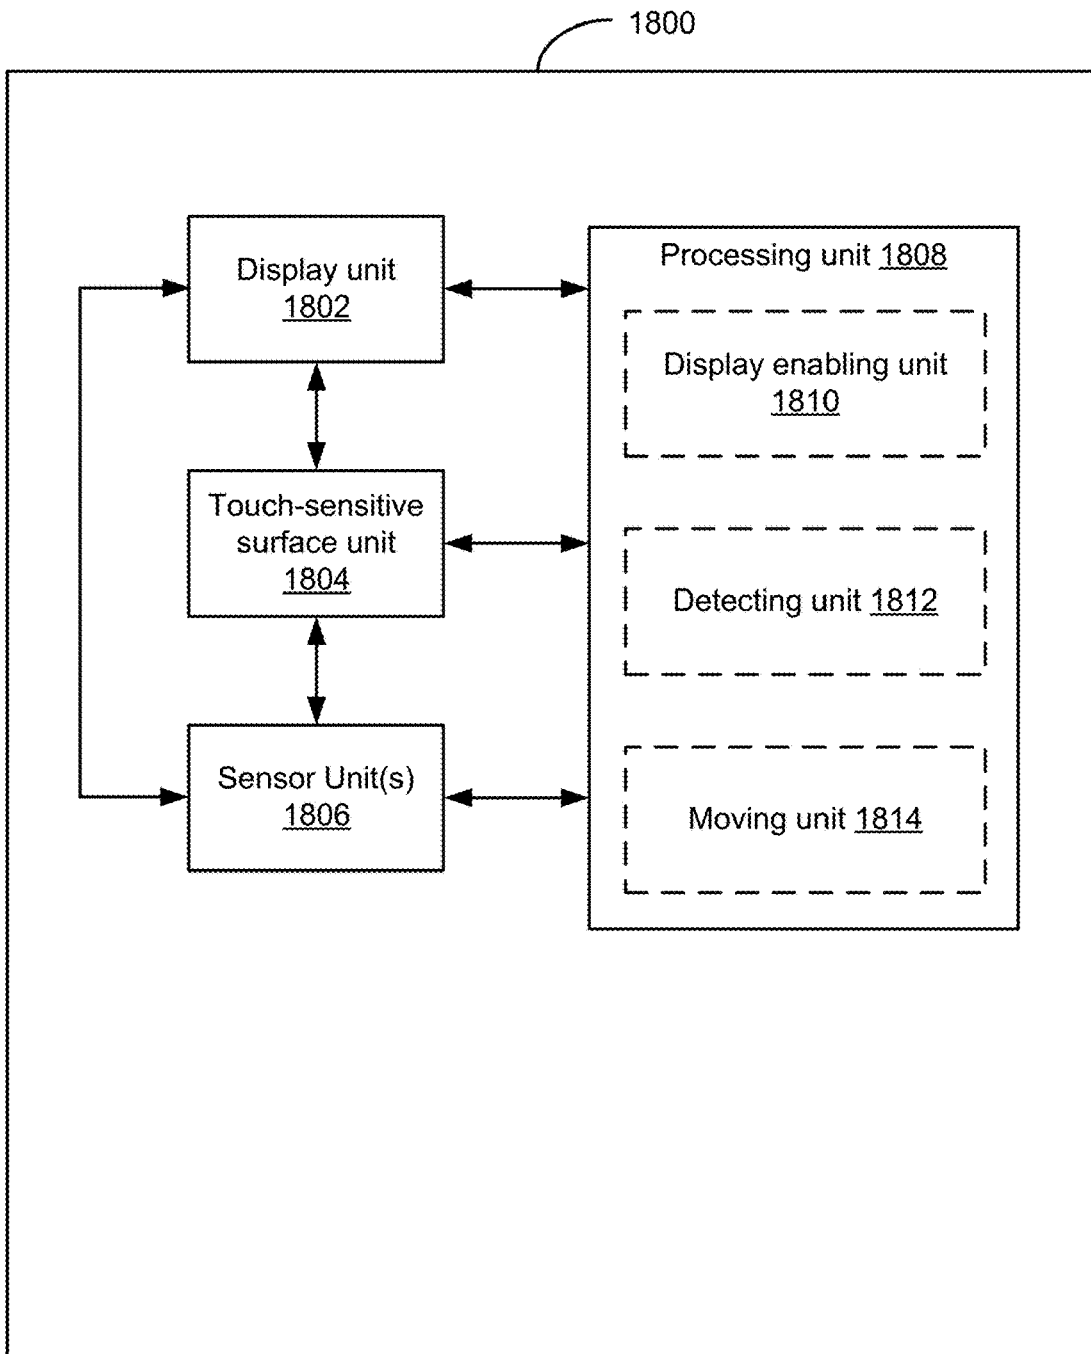 1800
Display unit
1802
Processing unit 1808
Display enabling unit
1810
Touch-sensitive
surface unit
1804
Detecting unit 1812
Sensor Unit(s)
1806
Moving unit 1814